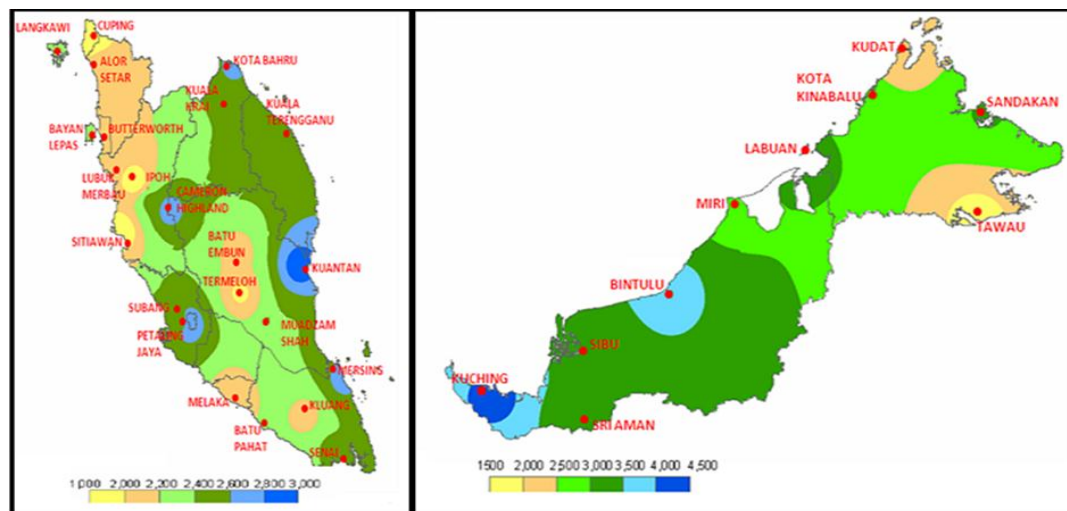 LANGKAWI
CUPING
ALOR
SETAR
KOTA BAHRU
KUALA
KRAI
KUALA
TERENGGANU
BAYAN
LEPAS
BUTTERWORTH
LUBUK
MERBAU
IPOH
CAMERON
HIGHLAND
SITIAWAN
BATU
EMBUN
KUANTAN
TERMELOH
SUBANG
PETALING
JAYA
MUADZAM
SHAH
MERSING
MELAKA
KLUANG
BATU
PAHAT
SENAI
1,000 2,000 2,200 2,400 2,600 2,800 3,000
KUDAT
KOTA
KINABALU
SANDAKAN
LABUAN
MIRI
TAWAU
BINTULU
SIBU
KUCHING
SRI AMAN
1500 2,000 2,500 3,000 3,500 4,000 4,500